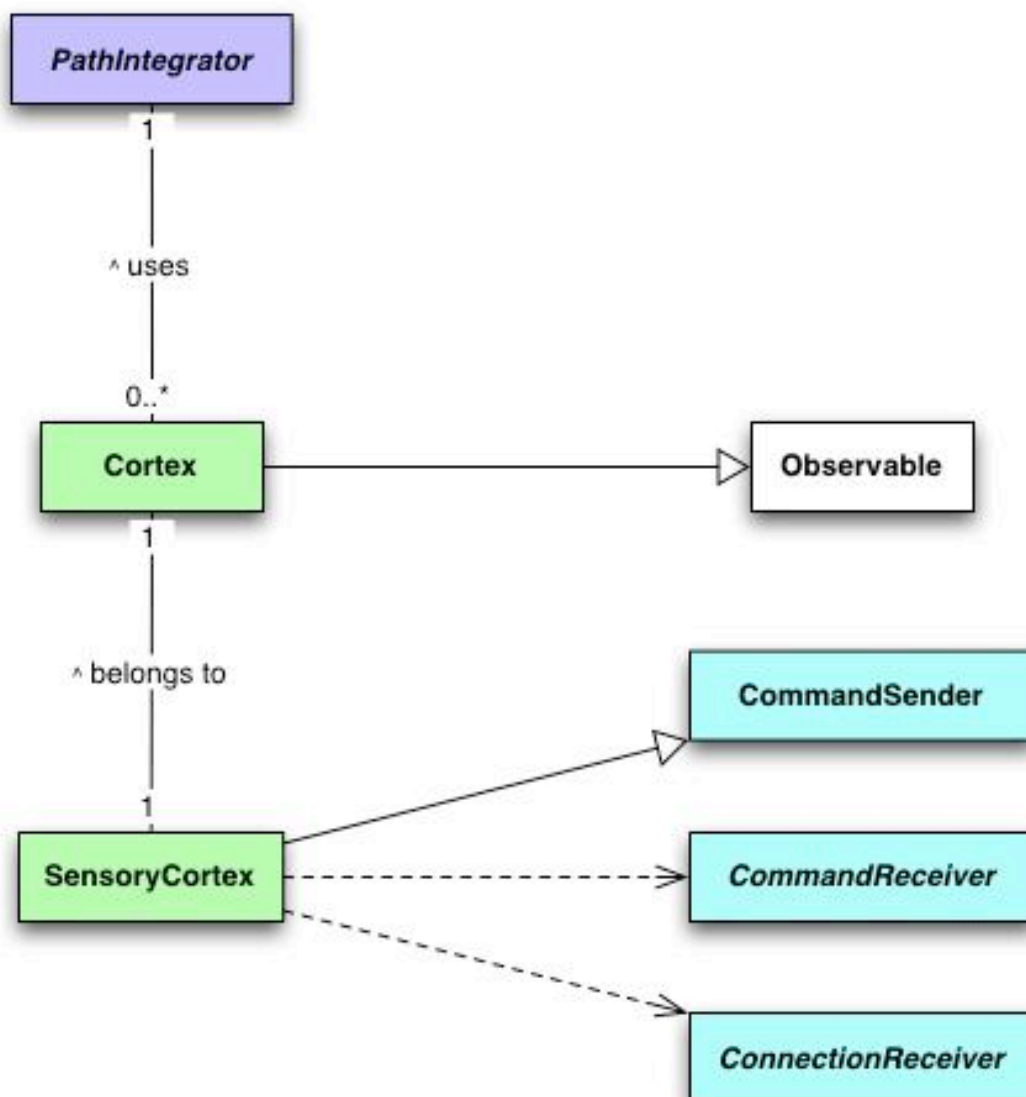 PathIntegrator
1
^ uses
0..*
Cortex
Observable
1
^ belongs to
CommandSender
1
SensoryCortex
CommandReceiver
ConnectionReceiver